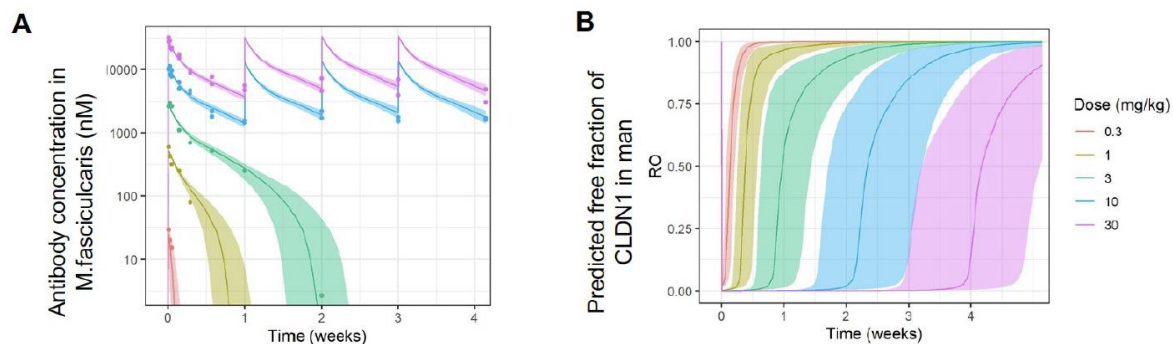 A
Antibody concentration in
M.fasciculcaris (nM)
10000
1000
100
10
0
1
2
3
4
Time (weeks)
B
Predicted free fraction of
CLDN1 in man
RO
1.00
0.75
0.50
0.25
0.00
0
1
2
3
4
Time (weeks)
Dose (mg/kg)
0.3
1
3
10
30